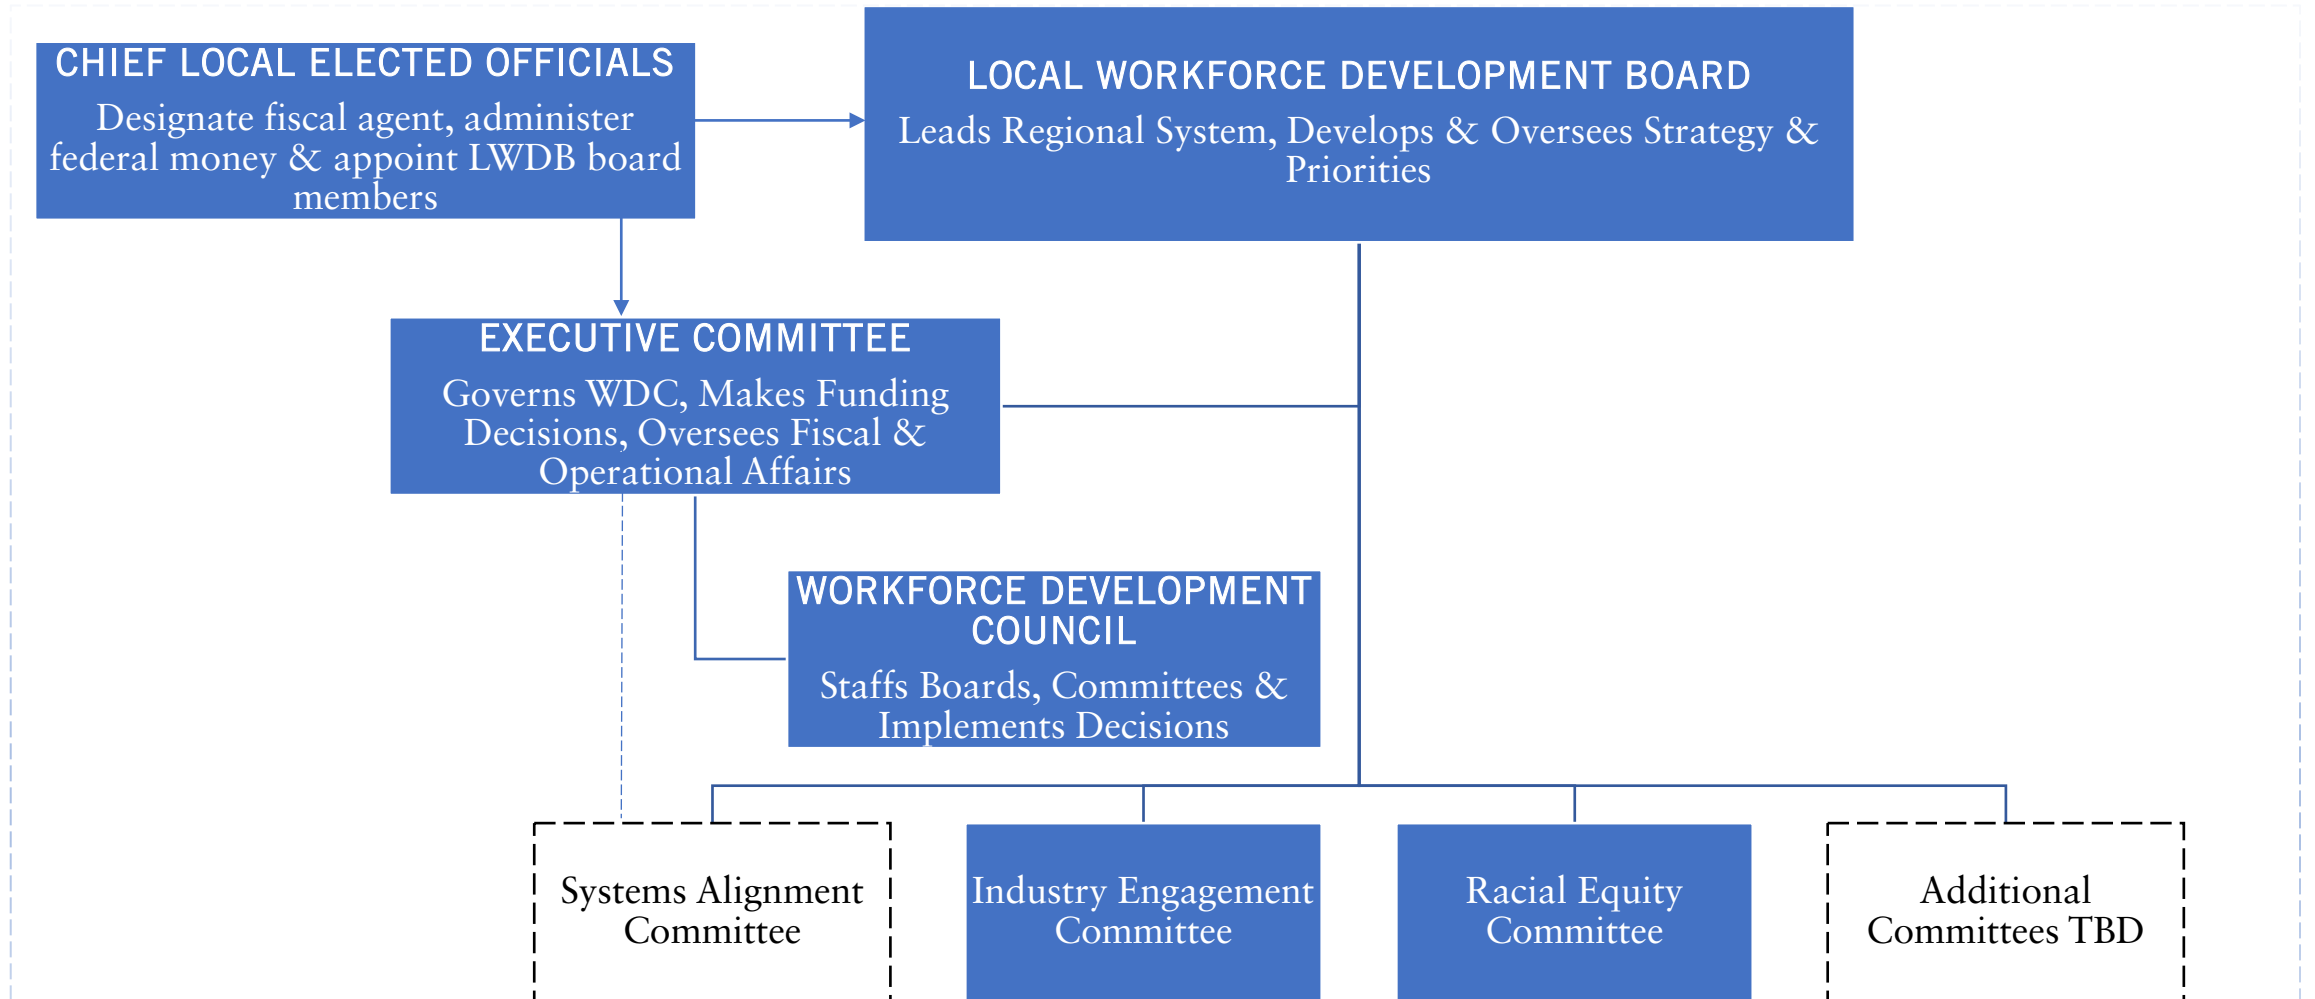 CHIEF LOCAL ELECTED OFFICIALS
Designate fiscal agent, administer
federal money & appoint LWDB board
members
LOCAL WORKFORCE DEVELOPMENT BOARD
Leads Regional System, Develops & Oversees Strategy &
Priorities
EXECUTIVE COMMITTEE
Governs WDC, Makes Funding
Decisions, Oversees Fiscal &
Operational Affairs
WORKFORCE DEVELOPMENT
COUNCIL
Staffs Boards, Committees &
Implements Decisions
Systems Alignment
Committee
Industry Engagement
Committee
Racial Equity
Committee
Additional
Committees TBD